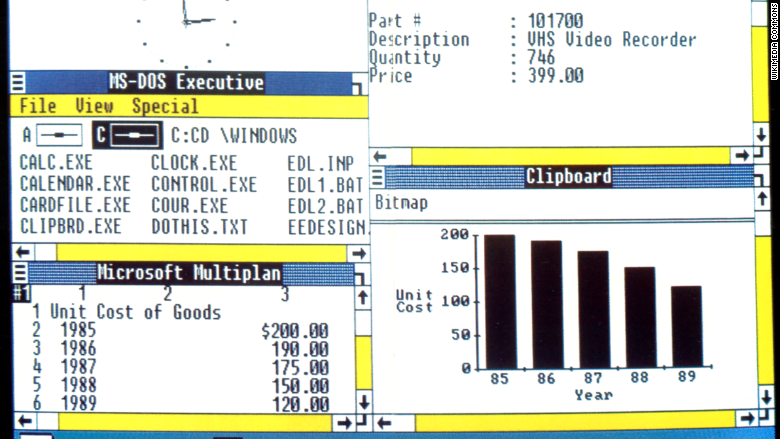 Part # : 101700
Description : VHS Video Recorder
Quantity : 746
Price : 399.00
MS-DOS Executive
File View Special
A C C:CD \WINDOWS
CALC.EXE CLOCK.EXE EDL.INP
CALENDAR.EXE CONTROL.EXE EDL1.BAT
CARDFILE.EXE COUR.EXE EDL2.BAT
CLIPBRD.EXE DOTHIS.TXT EEDESIGN.
Microsoft Multiplan
#1 1 2 3
1 Unit Cost of Goods
2 1985 $200.00
3 1986 190.00
4 1987 175.00
5 1988 150.00
6 1989 120.00
Clipboard
Bitmap
200
150
Unit
Cost 100
50
0
85 86 87 88 89
Year
WIKIMEDIA COMMONS